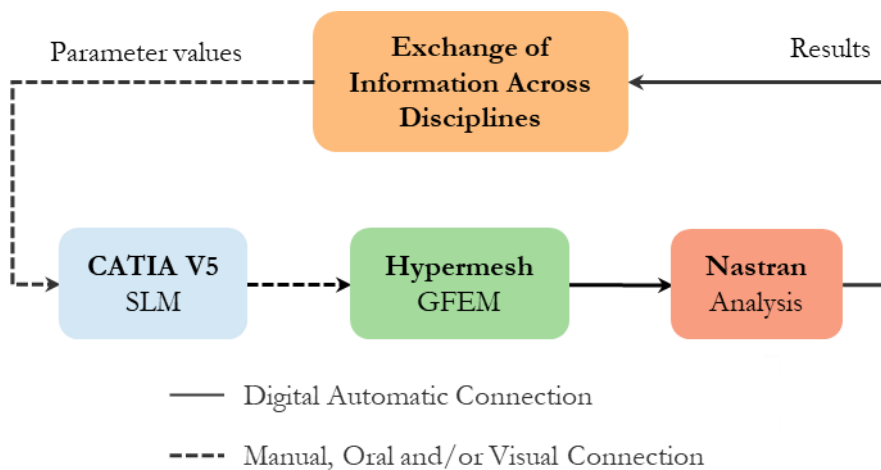 Parameter values
Exchange of
Information Across
Disciplines
Results
CATIA V5
SLM
Hypermesh
GFEM
Nastran
Analysis
Digital Automatic Connection
Manual, Oral and/or Visual Connection